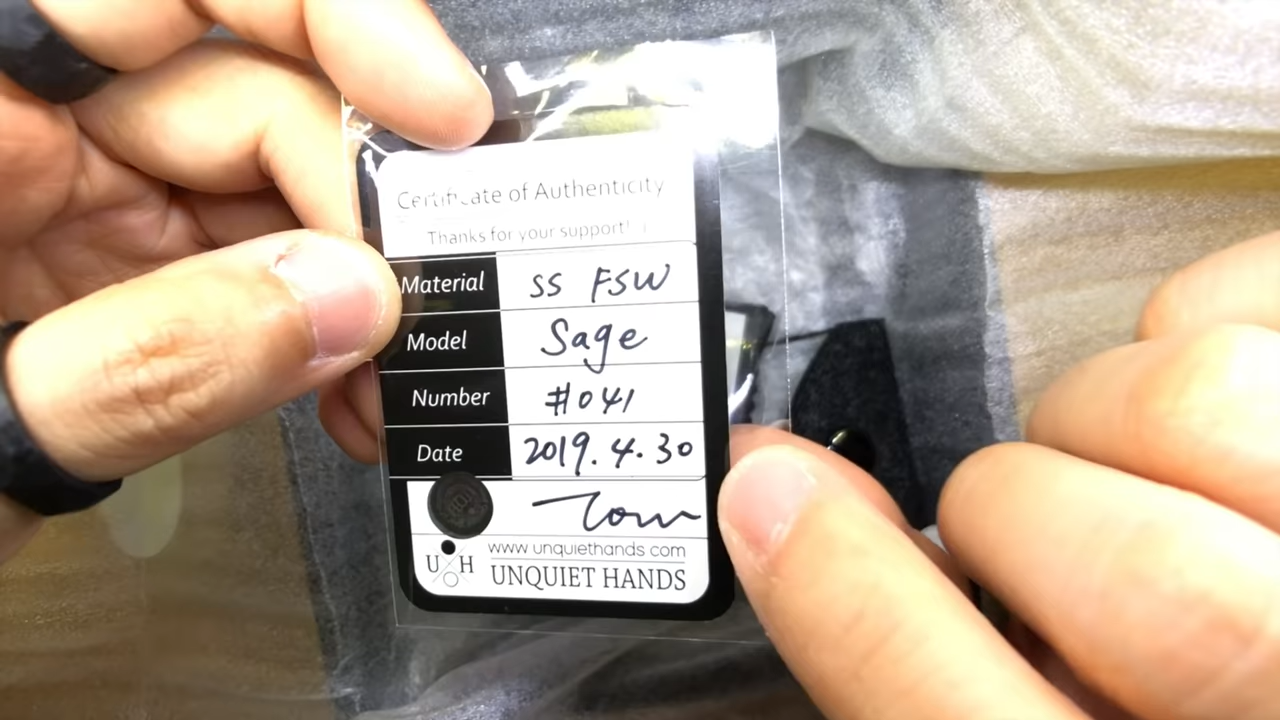 Certificate of Authenticity
Thanks for your support!
Material SS FSW
Model Sage
Number #041
Date 2019.4.30
Tom
www.unquiethands.com
U H UNQUIET HANDS